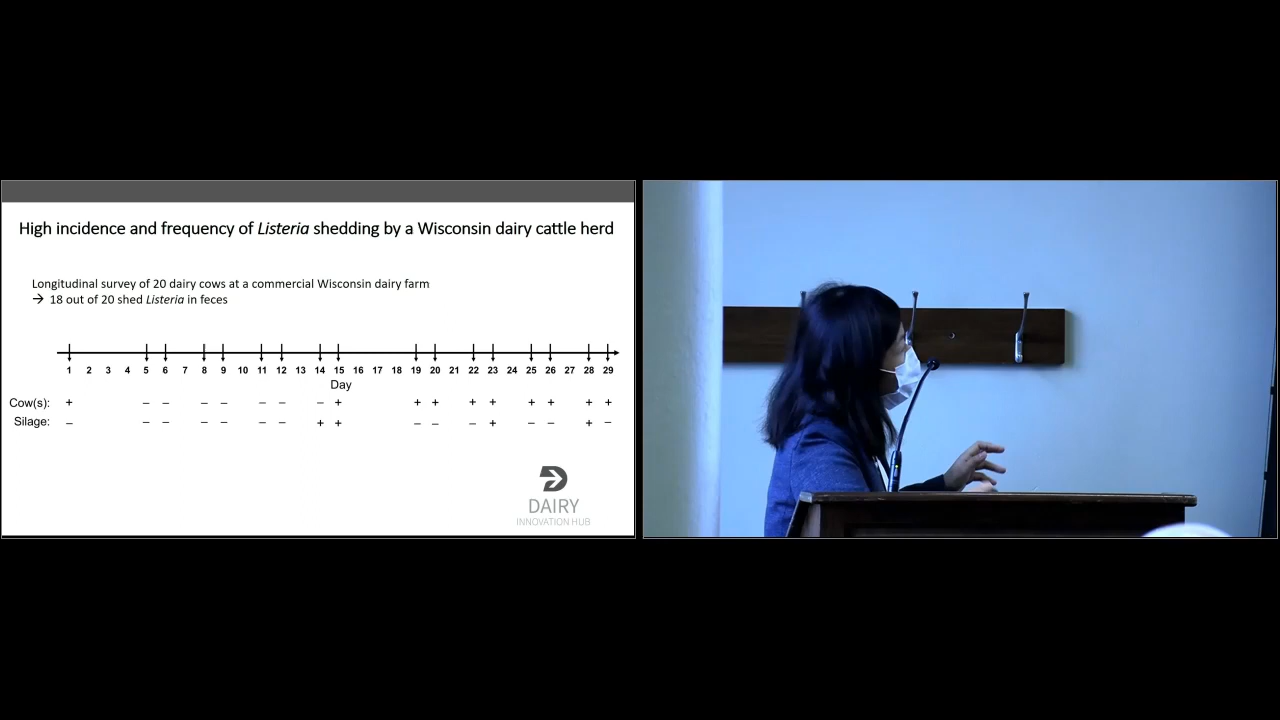 High incidence and frequency of Listeria shedding by a Wisconsin dairy cattle herd
Longitudinal survey of 20 dairy cows at a commercial Wisconsin dairy farm
→ 18 out of 20 shed Listeria in feces
1 2 3 4 5 6 7 8 9 10 11 12 13 14 15 16 17 18 19 20 21 22 23 24 25 26 27 28 29
Day
Cow(s): + – – – – – – – + + + + + + + + +
Silage: – – – – – – – + + – – – + – – + –
DAIRY
INNOVATION HUB